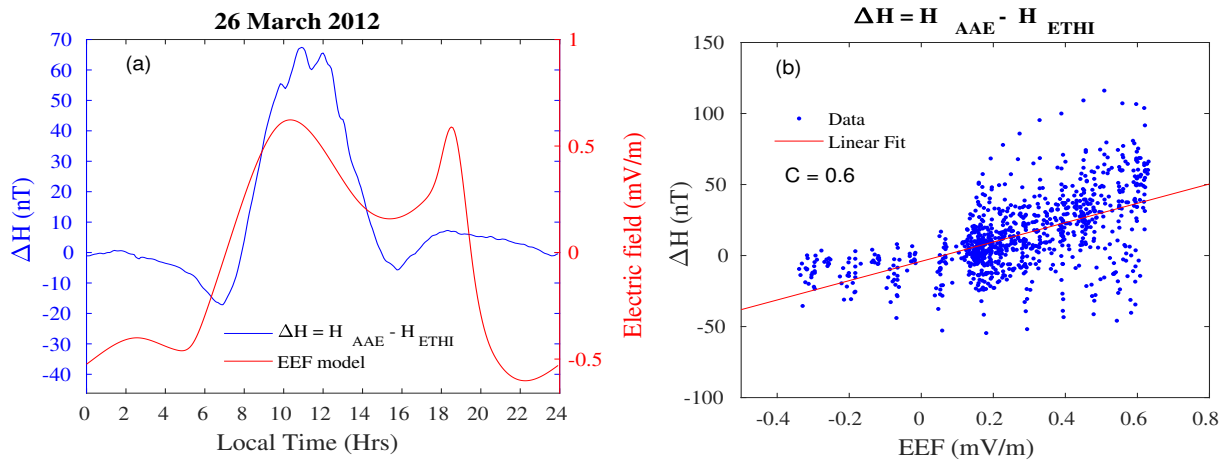 26 March 2012
(a)
70
60
50
40
30
20
10
0
-10
-20
-30
-40
ΔH (nT)
1
0.5
0
-0.5
-1
Electric field (mV/m)
ΔH = H AAE - H ETHI
EEF model
0 2 4 6 8 10 12 14 16 18 20 22 24
Local Time (Hrs)
ΔH = H AAE - H ETHI
(b)
150
100
50
0
-50
-100
ΔH (nT)
Data
Linear Fit
C = 0.6
-0.4 -0.2 0 0.2 0.4 0.6 0.8
EEF (mV/m)